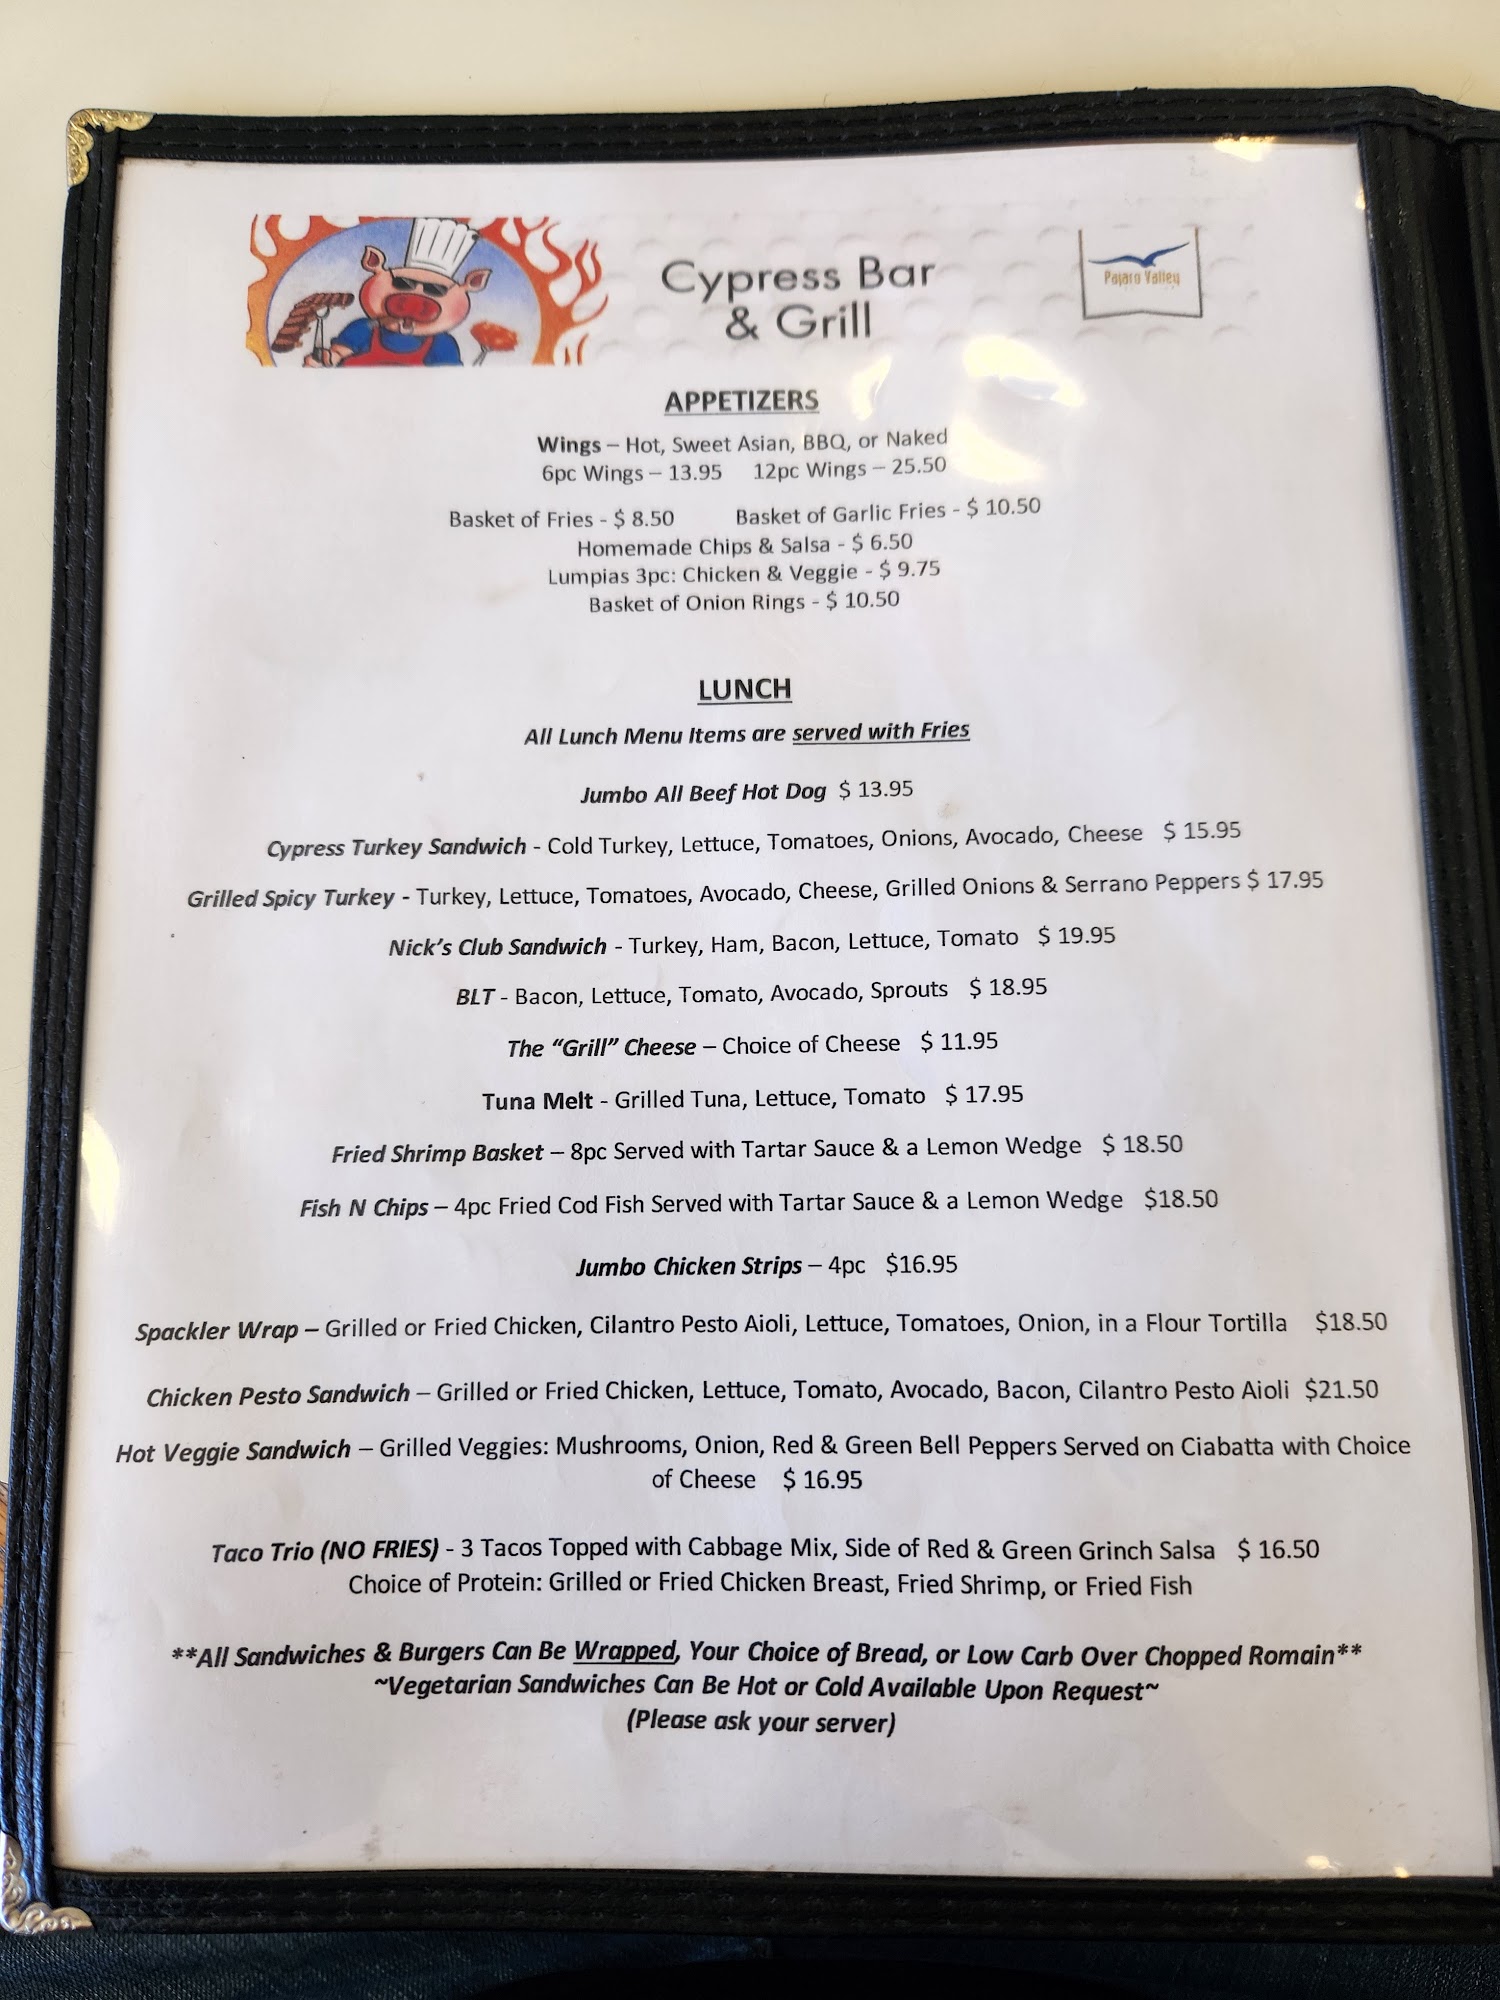 Cypress Bar
& Grill
Pajaro Valley
APPETIZERS
Wings – Hot, Sweet Asian, BBQ, or Naked
6pc Wings – 13.95 12pc Wings – 25.50
Basket of Fries - $ 8.50 Basket of Garlic Fries - $ 10.50
Homemade Chips & Salsa - $ 6.50
Lumpias 3pc: Chicken & Veggie - $ 9.75
Basket of Onion Rings - $ 10.50
LUNCH
All Lunch Menu Items are served with Fries
Jumbo All Beef Hot Dog $ 13.95
Cypress Turkey Sandwich - Cold Turkey, Lettuce, Tomatoes, Onions, Avocado, Cheese $ 15.95
Grilled Spicy Turkey - Turkey, Lettuce, Tomatoes, Avocado, Cheese, Grilled Onions & Serrano Peppers $ 17.95
Nick's Club Sandwich - Turkey, Ham, Bacon, Lettuce, Tomato $ 19.95
BLT - Bacon, Lettuce, Tomato, Avocado, Sprouts $ 18.95
The “Grill” Cheese – Choice of Cheese $ 11.95
Tuna Melt - Grilled Tuna, Lettuce, Tomato $ 17.95
Fried Shrimp Basket – 8pc Served with Tartar Sauce & a Lemon Wedge $ 18.50
Fish N Chips – 4pc Fried Cod Fish Served with Tartar Sauce & a Lemon Wedge $18.50
Jumbo Chicken Strips – 4pc $16.95
Spackler Wrap – Grilled or Fried Chicken, Cilantro Pesto Aioli, Lettuce, Tomatoes, Onion, in a Flour Tortilla $18.50
Chicken Pesto Sandwich – Grilled or Fried Chicken, Lettuce, Tomato, Avocado, Bacon, Cilantro Pesto Aioli $21.50
Hot Veggie Sandwich – Grilled Veggies: Mushrooms, Onion, Red & Green Bell Peppers Served on Ciabatta with Choice
of Cheese $ 16.95
Taco Trio (NO FRIES) - 3 Tacos Topped with Cabbage Mix, Side of Red & Green Grinch Salsa $ 16.50
Choice of Protein: Grilled or Fried Chicken Breast, Fried Shrimp, or Fried Fish
**All Sandwiches & Burgers Can Be Wrapped, Your Choice of Bread, or Low Carb Over Chopped Romain**
~Vegetarian Sandwiches Can Be Hot or Cold Available Upon Request~
(Please ask your server)